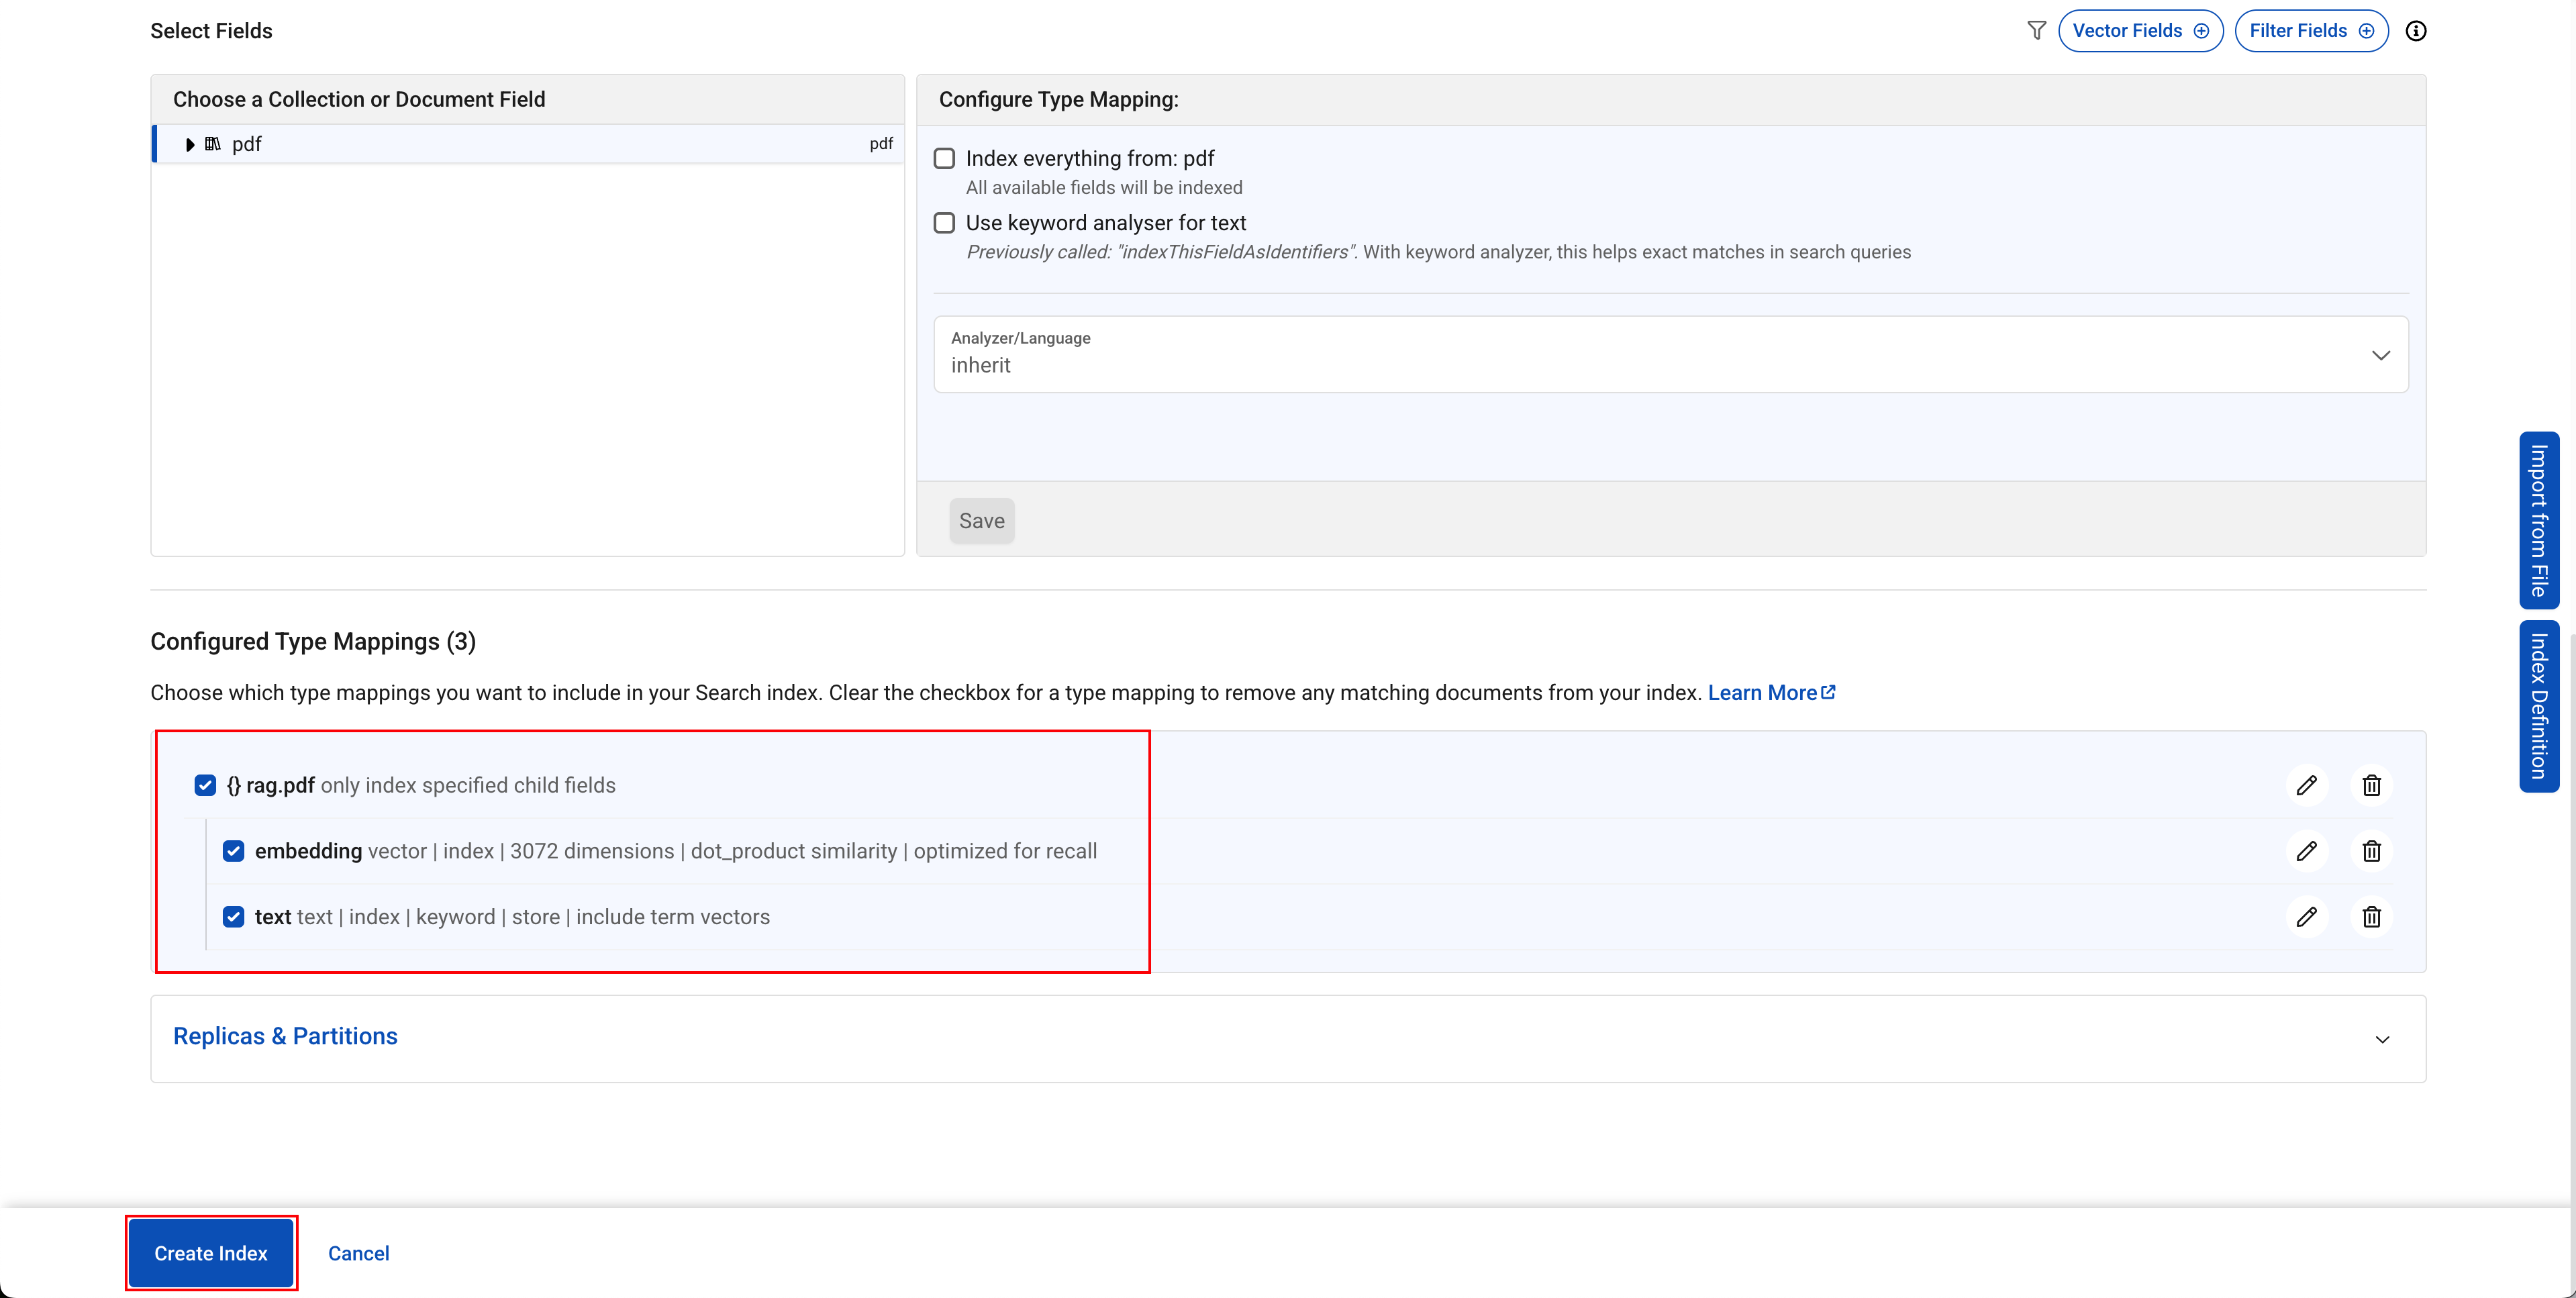 Select Fields
Vector Fields
Filter Fields
Choose a Collection or Document Field
pdf
pdf
Configure Type Mapping:
Index everything from: pdf
All available fields will be indexed
Use keyword analyser for text
Previously called: "indexThisFieldAsIdentifiers". With keyword analyzer, this helps exact matches in search queries
Analyzer/Language
inherit
Save
Import from File
Index Definition
Configured Type Mappings (3)
Choose which type mappings you want to include in your Search index. Clear the checkbox for a type mapping to remove any matching documents from your index. Learn More
{} rag.pdf only index specified child fields
embedding vector | index | 3072 dimensions | dot_product similarity | optimized for recall
text text | index | keyword | store | include term vectors
Replicas & Partitions
Create Index
Cancel